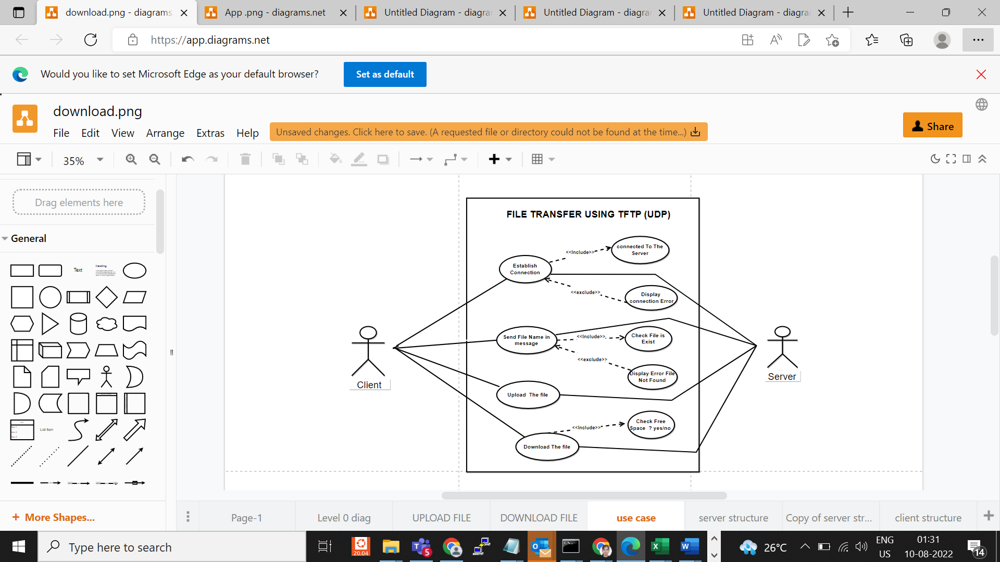 download.png - diagrams.
App .png - diagrams.net
Untitled Diagram - diagra
Untitled Diagram - diagra
Untitled Diagram - diagra
https://app.diagrams.net
Would you like to set Microsoft Edge as your default browser?
Set as default
download.png
File Edit View Arrange Extras Help
Unsaved changes. Click here to save. (A requested file or directory could not be found at the time...)
Share
35%
Drag elements here
General
Text
Heading
List Item
More Shapes...
FILE TRANSFER USING TFTP (UDP)
connected To The
Server
<<Include>>
Establish
Connection
<<exclude>>
Display
connection Error
Send File Name in
message
<<Include>>
Check File is
Exist
<<exclude>>
Display Error File
Not Found
Upload The file
Check Free
Space ? yes/no
<<Include>>
Download The file
Client
Server
Page-1
Level 0 diag
UPLOAD FILE
DOWNLOAD FILE
use case
server structure
Copy of server str...
client structure
Type here to search
20.04
5
26°C
ENG
US
01:31
10-08-2022
14